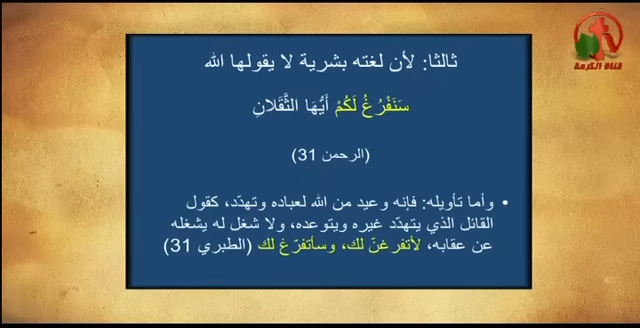 ثالثا: لأن لغته بشرية لا يقولها الله
سَنَفْرُغُ لَكُمْ أَيُّهَا الثَّقَلانِ
(الرحمن 31)
• وأما تأويله: فإنه وعيد من الله لعباده وتهدّد، كقول
القائل الذي يتهدّد غيره ويتوعده، ولا شغل له يشغله
عن عقابه، لأتفرغنّ لك، وسأتفرّغ لك (الطبري 31)
قناة الكرمة